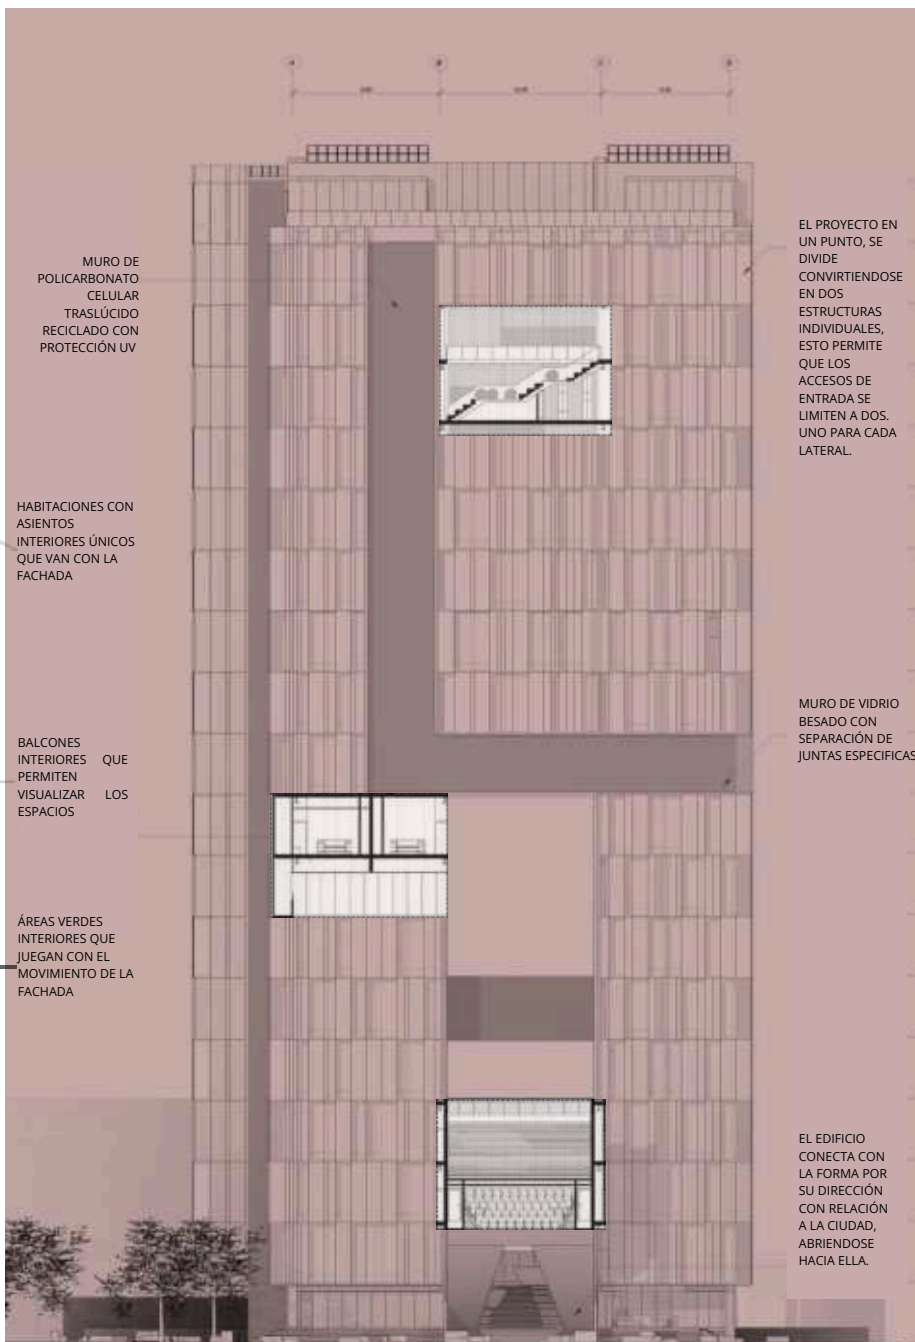 MURO DE
POLICARBONATO
CELULAR
TRASLÚCIDO
RECICLADO CON
PROTECCIÓN UV
HABITACIONES CON
ASIENTOS
INTERIORES ÚNICOS
QUE VAN CON LA
FACHADA
BALCONES
INTERIORES QUE
PERMITEN
VISUALIZAR LOS
ESPACIOS
ÁREAS VERDES
INTERIORES QUE
JUEGAN CON EL
MOVIMIENTO DE LA
FACHADA
EL PROYECTO EN
UN PUNTO, SE
DIVIDE
CONVIRTIENDOSE
EN DOS
ESTRUCTURAS
INDIVIDUALES,
ESTO PERMITE
QUE LOS
ACCESOS DE
ENTRADA SE
LIMITEN A DOS.
UNO PARA CADA
LATERAL.
MURO DE VIDRIO
BESADO CON
SEPARACIÓN DE
JUNTAS ESPECIFICAS
EL EDIFICIO
CONECTA CON
LA FORMA POR
SU DIRECCIÓN
CON RELACIÓN
A LA CIUDAD,
ABRIENDOSE
HACIA ELLA.